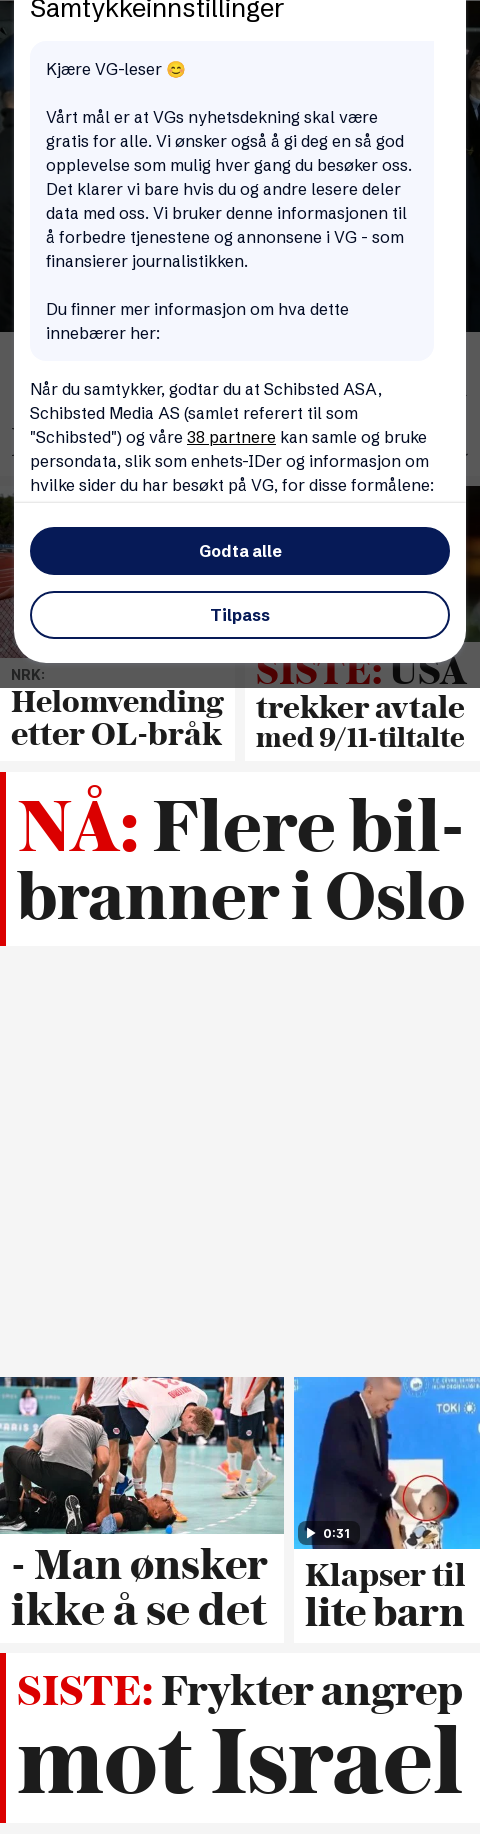 Samtykkeinnstillinger
Kjære VG-leser 😊
Vårt mål er at VGs nyhetsdekning skal være
gratis for alle. Vi ønsker også å gi deg en så god
opplevelse som mulig hver gang du besøker oss.
Det klarer vi bare hvis du og andre lesere deler
data med oss. Vi bruker denne informasjonen til
å forbedre tjenestene og annonsene i VG - som
finansierer journalistikken.
Du finner mer informasjon om hva dette
innebærer her:
Når du samtykker, godtar du at Schibsted ASA,
Schibsted Media AS (samlet referert til som
"Schibsted") og våre 38 partnere kan samle og bruke
persondata, slik som enhets-IDer og informasjon om
hvilke sider du har besøkt på VG, for disse formålene:
Godta alle
Tilpass
NRK:
Helomvending
etter OL-bråk
SISTE: USA
trekker avtale
med 9/11-tiltalte
NÅ: Flere bil-
branner i Oslo
TOKİ
0:31
- Man ønsker
ikke å se det
Klapser til
lite barn
SISTE: Frykter angrep
mot Israel